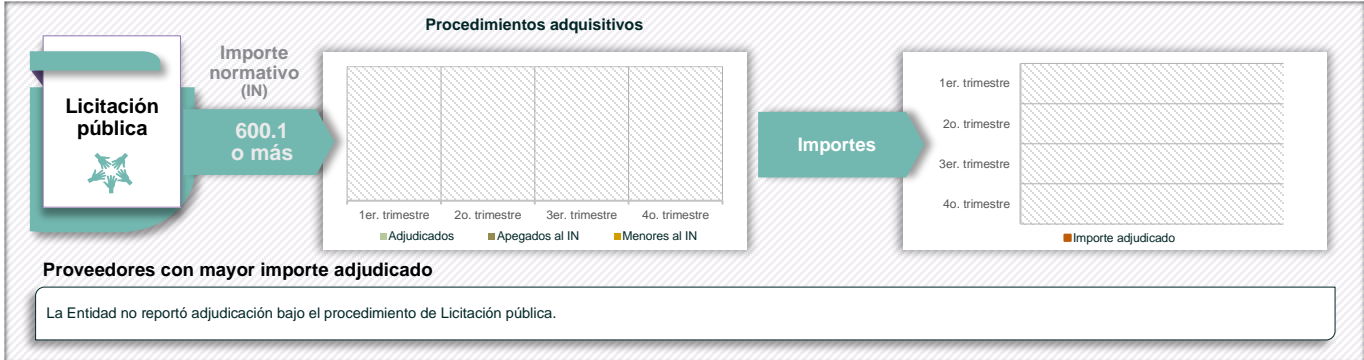 Procedimientos adquisitivos
Licitación
pública
Importe
normativo
(IN)
600.1
o más
1er. trimestre 2o. trimestre 3er. trimestre 4o. trimestre
Adjudicados Apegados al IN Menores al IN
Importes
1er. trimestre
2o. trimestre
3er. trimestre
4o. trimestre
Importe adjudicado
Proveedores con mayor importe adjudicado
La Entidad no reportó adjudicación bajo el procedimiento de Licitación pública.